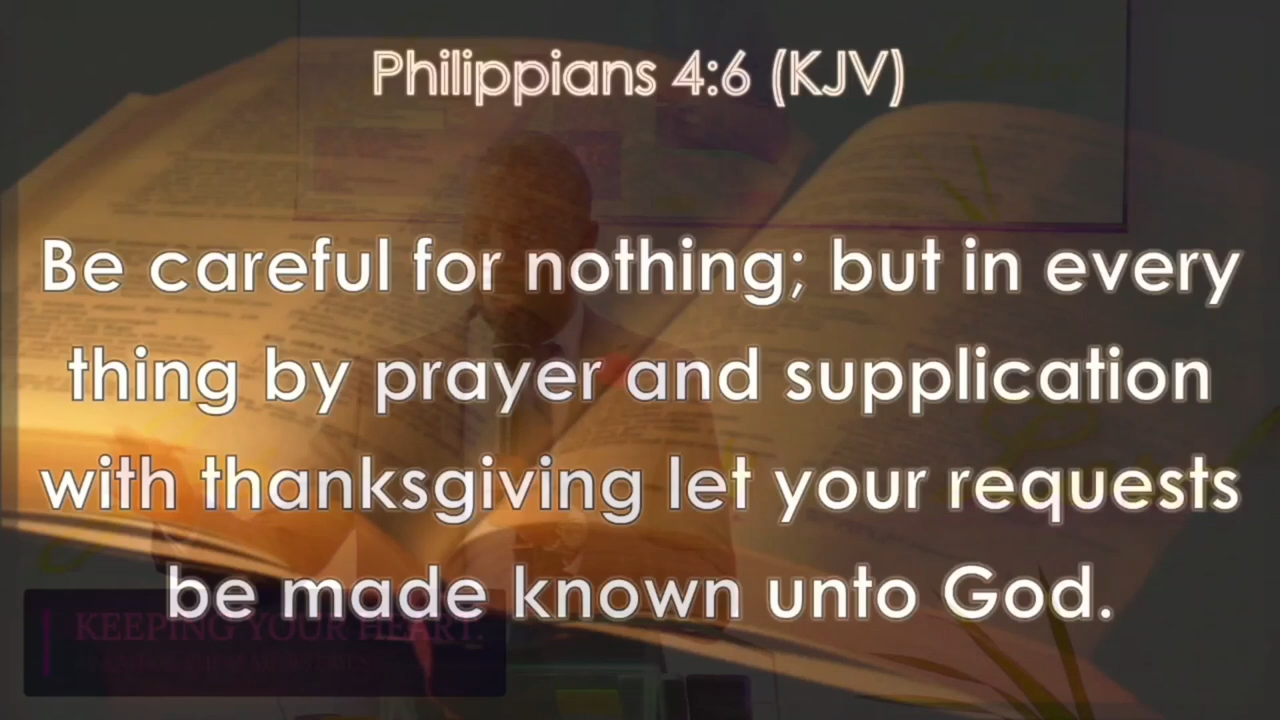 Philippians 4:6 (KJV)
Be careful for nothing; but in every
thing by prayer and supplication
with thanksgiving let your requests
be made known unto God.
KEEPING YOUR HEART: